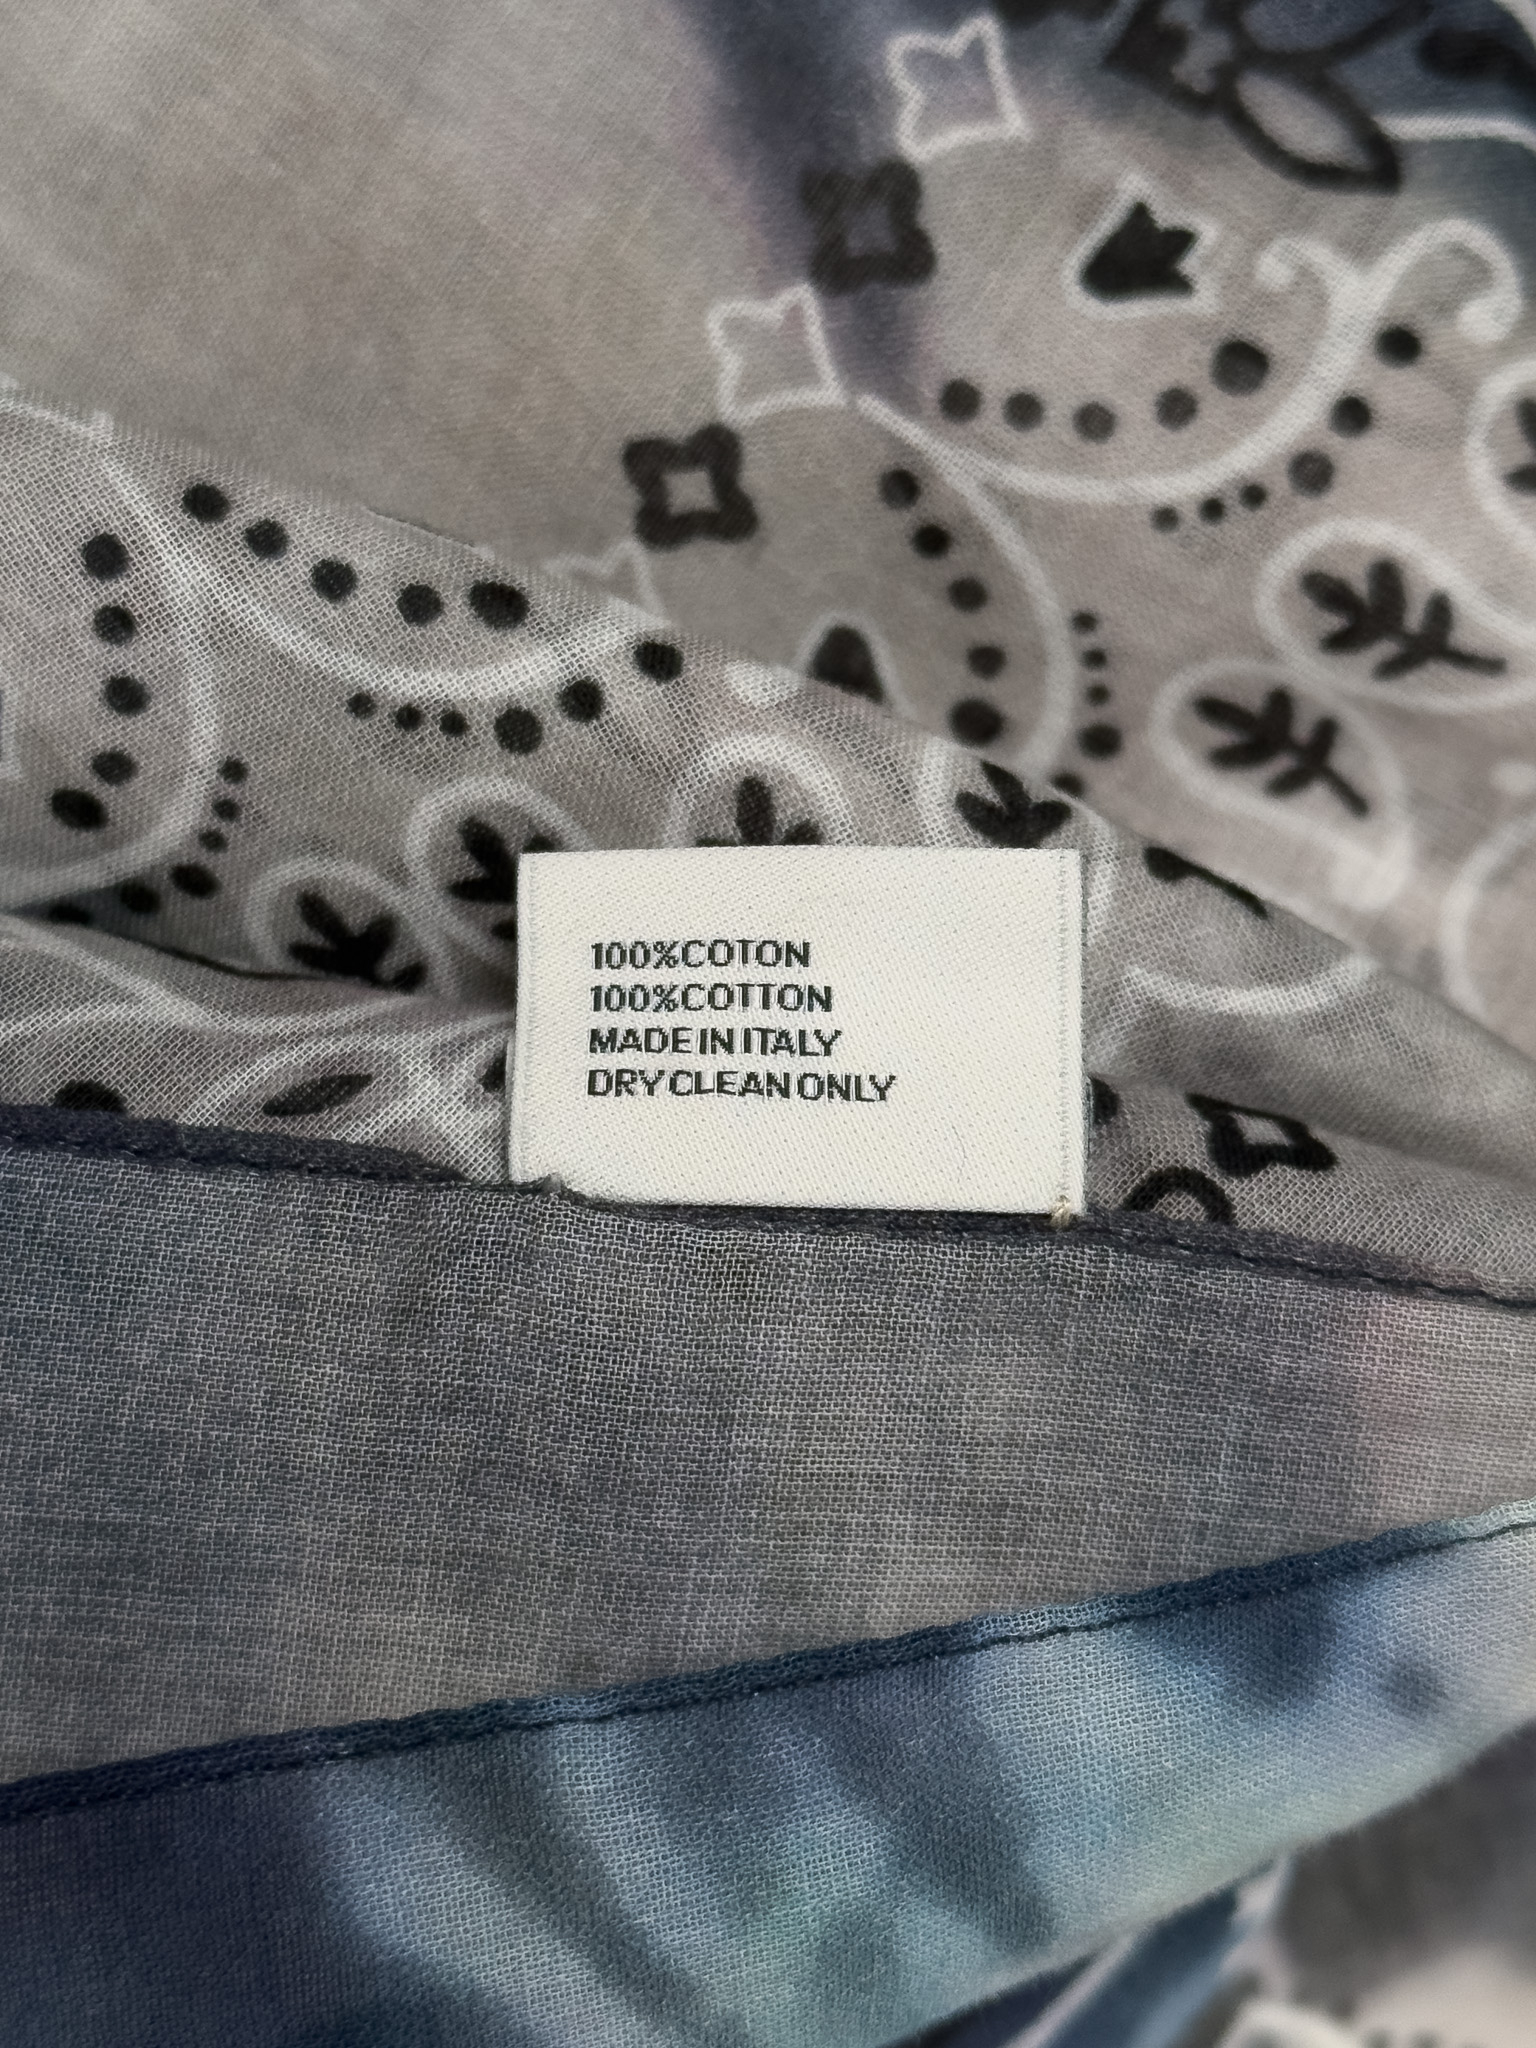 100%COTON
100%COTTON
MADE IN ITALY
DRY CLEAN ONLY